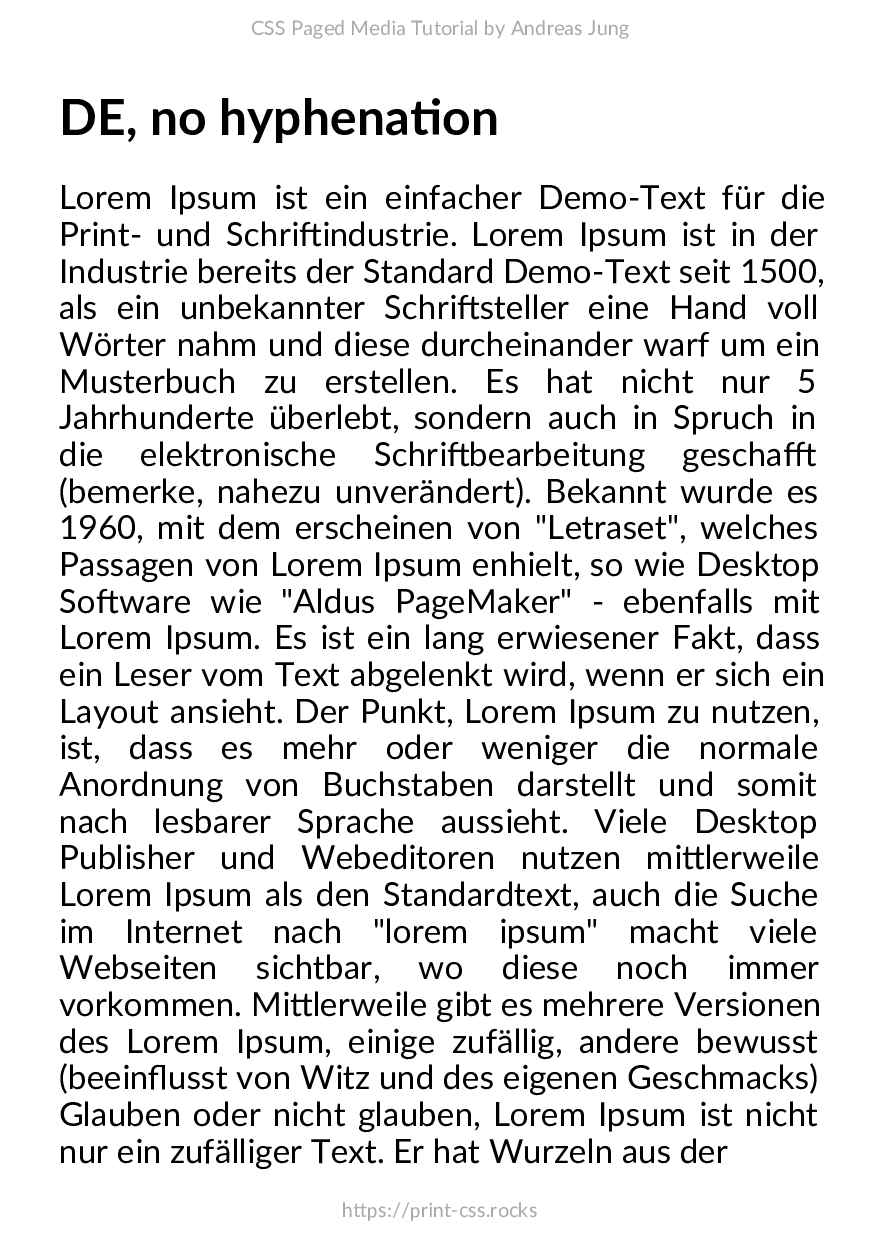 CSS Paged Media Tutorial by Andreas Jung
DE, no hyphenation
Lorem Ipsum ist ein einfacher Demo-Text für die
Print- und Schriftindustrie. Lorem Ipsum ist in der
Industrie bereits der Standard Demo-Text seit 1500,
als ein unbekannter Schriftsteller eine Hand voll
Wörter nahm und diese durcheinander warf um ein
Musterbuch zu erstellen. Es hat nicht nur 5
Jahrhunderte überlebt, sondern auch in Spruch in
die elektronische Schriftbearbeitung geschafft
(bemerke, nahezu unverändert). Bekannt wurde es
1960, mit dem erscheinen von "Letraset", welches
Passagen von Lorem Ipsum enhielt, so wie Desktop
Software wie "Aldus PageMaker" - ebenfalls mit
Lorem Ipsum. Es ist ein lang erwiesener Fakt, dass
ein Leser vom Text abgelenkt wird, wenn er sich ein
Layout ansieht. Der Punkt, Lorem Ipsum zu nutzen,
ist, dass es mehr oder weniger die normale
Anordnung von Buchstaben darstellt und somit
nach lesbarer Sprache aussieht. Viele Desktop
Publisher und Webeditoren nutzen mittlerweile
Lorem Ipsum als den Standardtext, auch die Suche
im Internet nach "lorem ipsum" macht viele
Webseiten sichtbar, wo diese noch immer
vorkommen. Mittlerweile gibt es mehrere Versionen
des Lorem Ipsum, einige zufällig, andere bewusst
(beeinflusst von Witz und des eigenen Geschmacks)
Glauben oder nicht glauben, Lorem Ipsum ist nicht
nur ein zufälliger Text. Er hat Wurzeln aus der
https://print-css.rocks